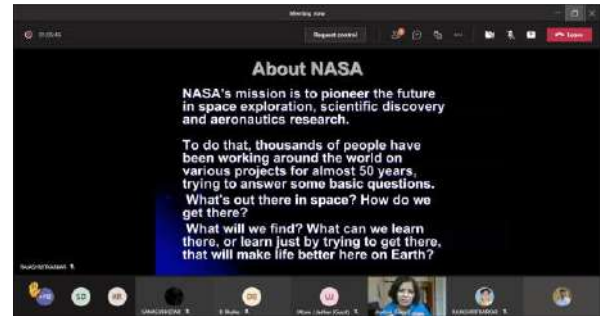 Meeting now
Request control
Leave
About NASA
NASA's mission is to pioneer the future
in space exploration, scientific discovery
and aeronautics research.
To do that, thousands of people have
been working around the world on
various projects for almost 50 years,
trying to answer some basic questions.
What's out there in space? How do we
get there?
What will we find? What can we learn
there, or learn just by trying to get there,
that will make life better here on Earth?
SD
KR